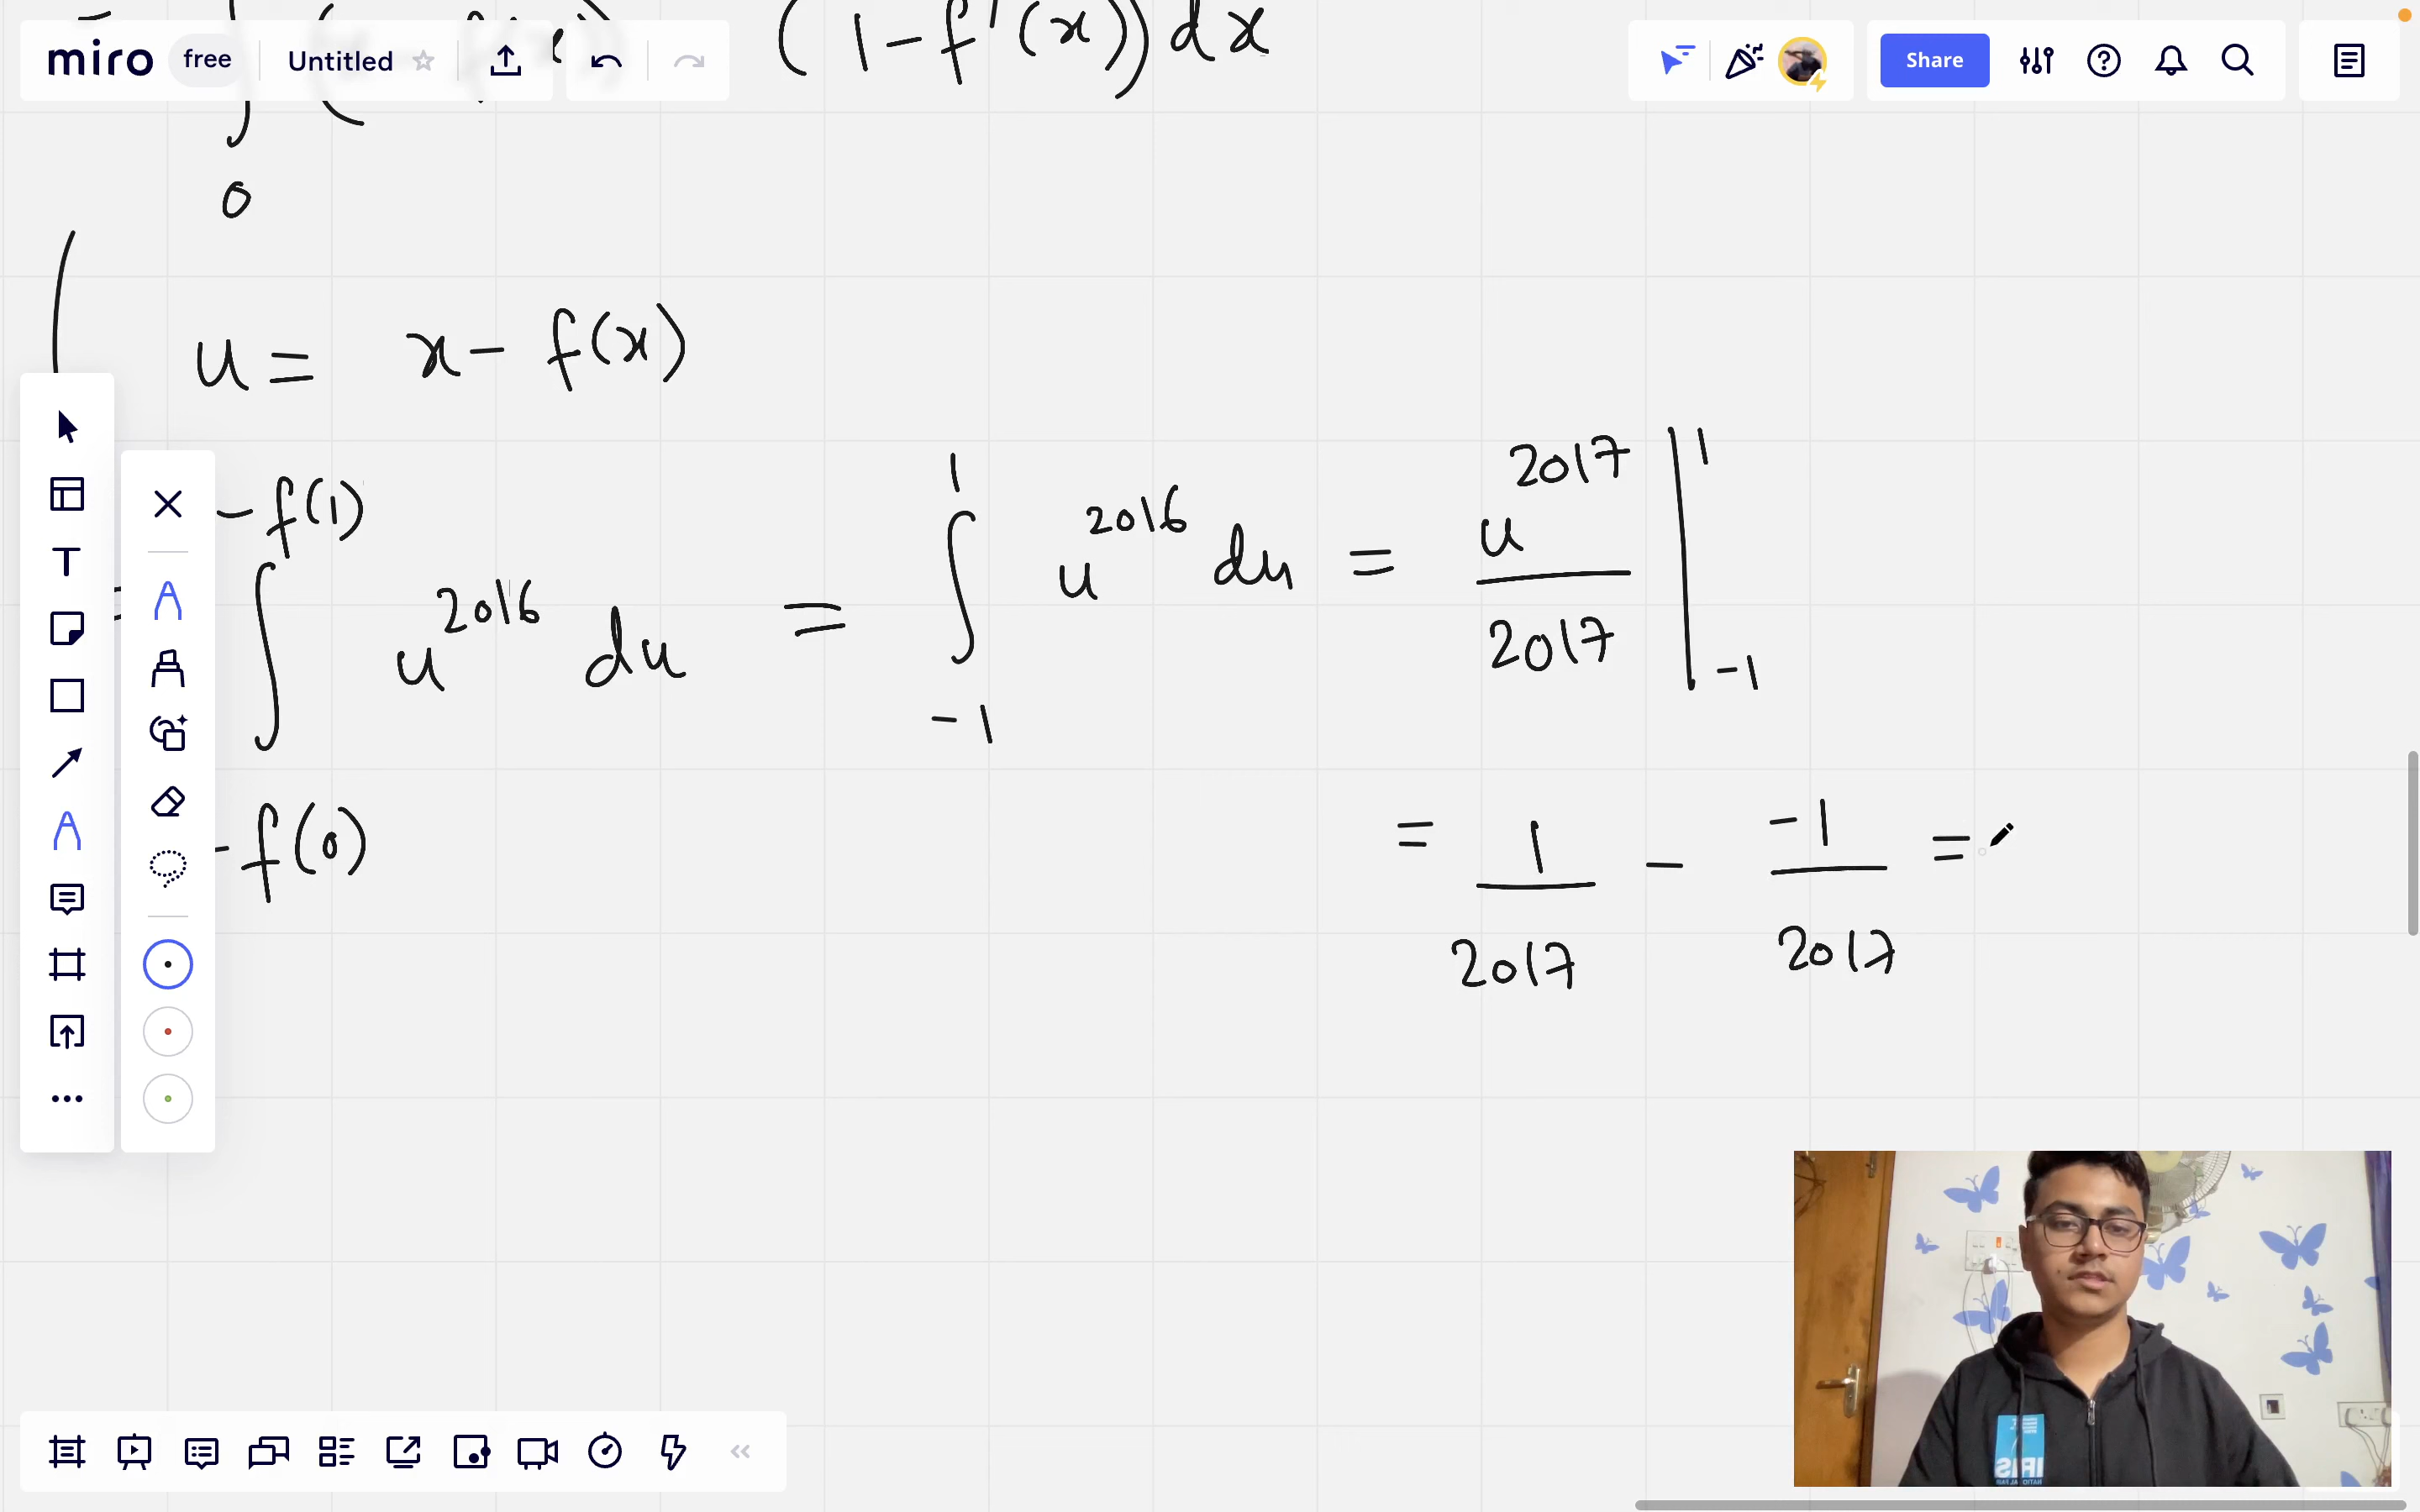 ∫₀ ( 1 - f'(x)) dx
miro free Untitled Share
u = x - f(x)
= ∫_{-f(0)}^{-f(1)} u^2016 du = ∫_{-1}^{1} u^2016 du = u^2017 / 2017 |_{-1}^{1}
= 1/2017 - -1/2017 =
T
IRIS